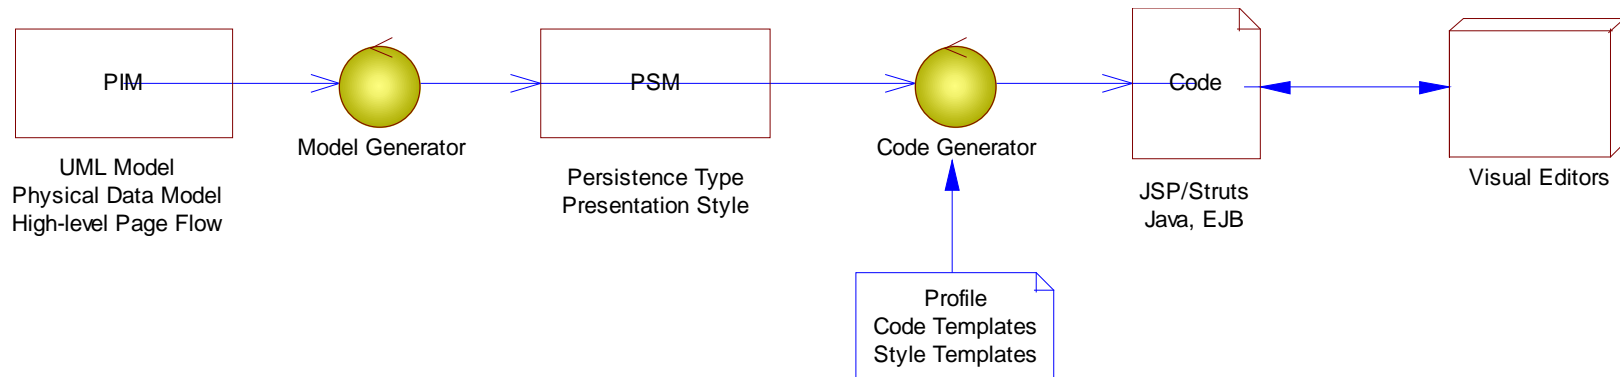 PIM
UML Model
Physical Data Model
High-level Page Flow
Model Generator
PSM
Persistence Type
Presentation Style
Code Generator
Profile
Code Templates
Style Templates
Code
JSP/Struts
Java, EJB
Visual Editors